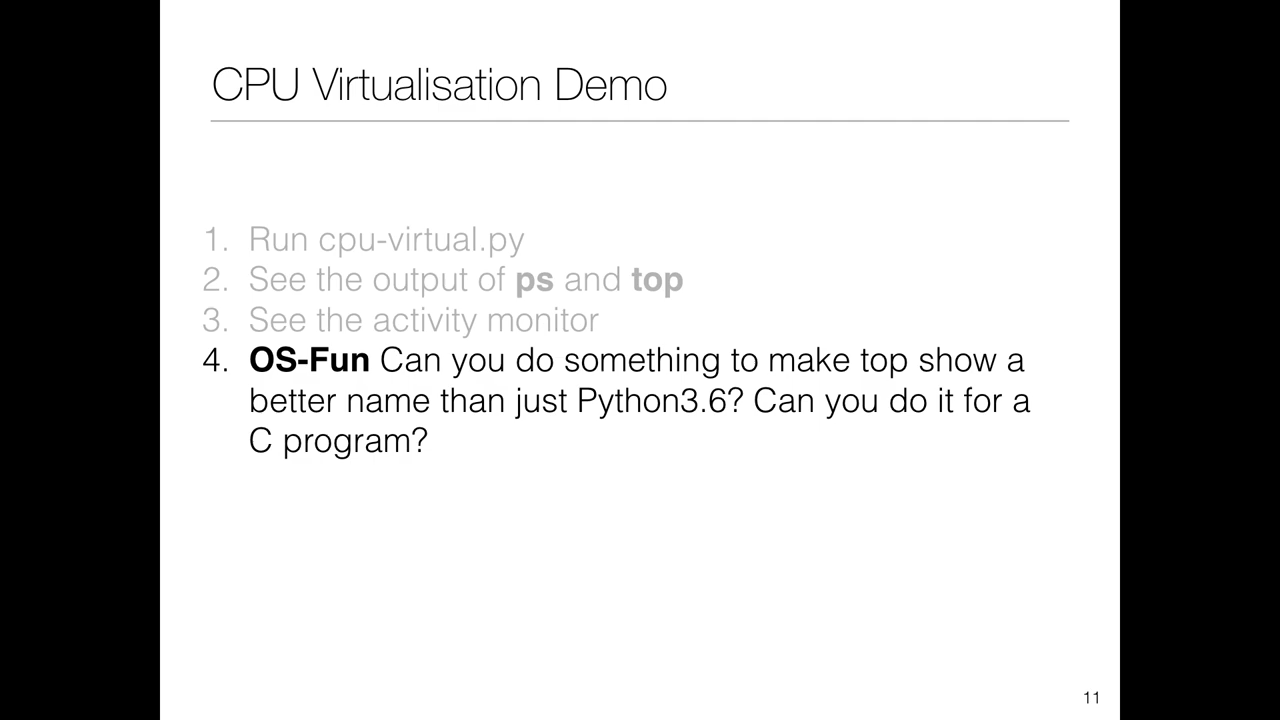 CPU Virtualisation Demo
1. Run cpu-virtual.py
2. See the output of ps and top
3. See the activity monitor
4. OS-Fun Can you do something to make top show a
better name than just Python3.6? Can you do it for a
C program?
11